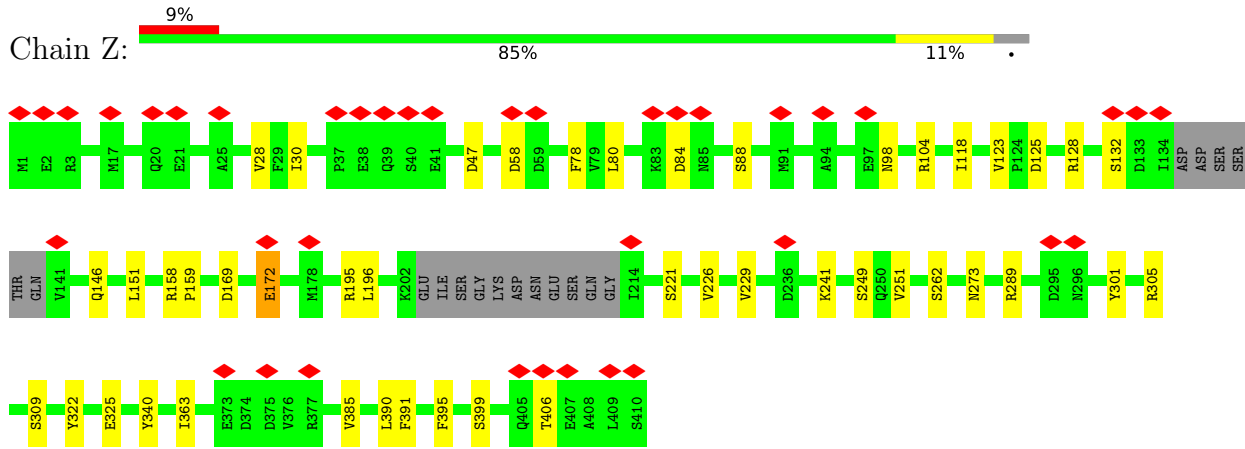 9%
Chain Z:
85% 11% •
M1 E2 R3 M17 Q20 E21 A25 V28 F29 I30 P37 E38 Q39 S40 E41 D47 D58 D59 F78 V79 L80 K83 D84 N85 S88 M91 A94 E97 N98 R104 I118 V123 P124 D125 R128 S132 D133 I134 ASP ASP SER SER
THR GLN V141 Q146 L151 R158 P159 D169 E172 M178 R195 L196 K202 GLU ILE SER GLY LYS ASP ASN GLU SER GLN GLY I214 S221 V226 V229 D236 K241 S249 Q250 V251 S262 N273 R289 D295 N296 Y301 R305
S309 Y322 E325 Y340 I363 E373 D374 D375 V376 R377 V385 L390 F391 F395 S399 Q405 T406 E407 A408 L409 S410